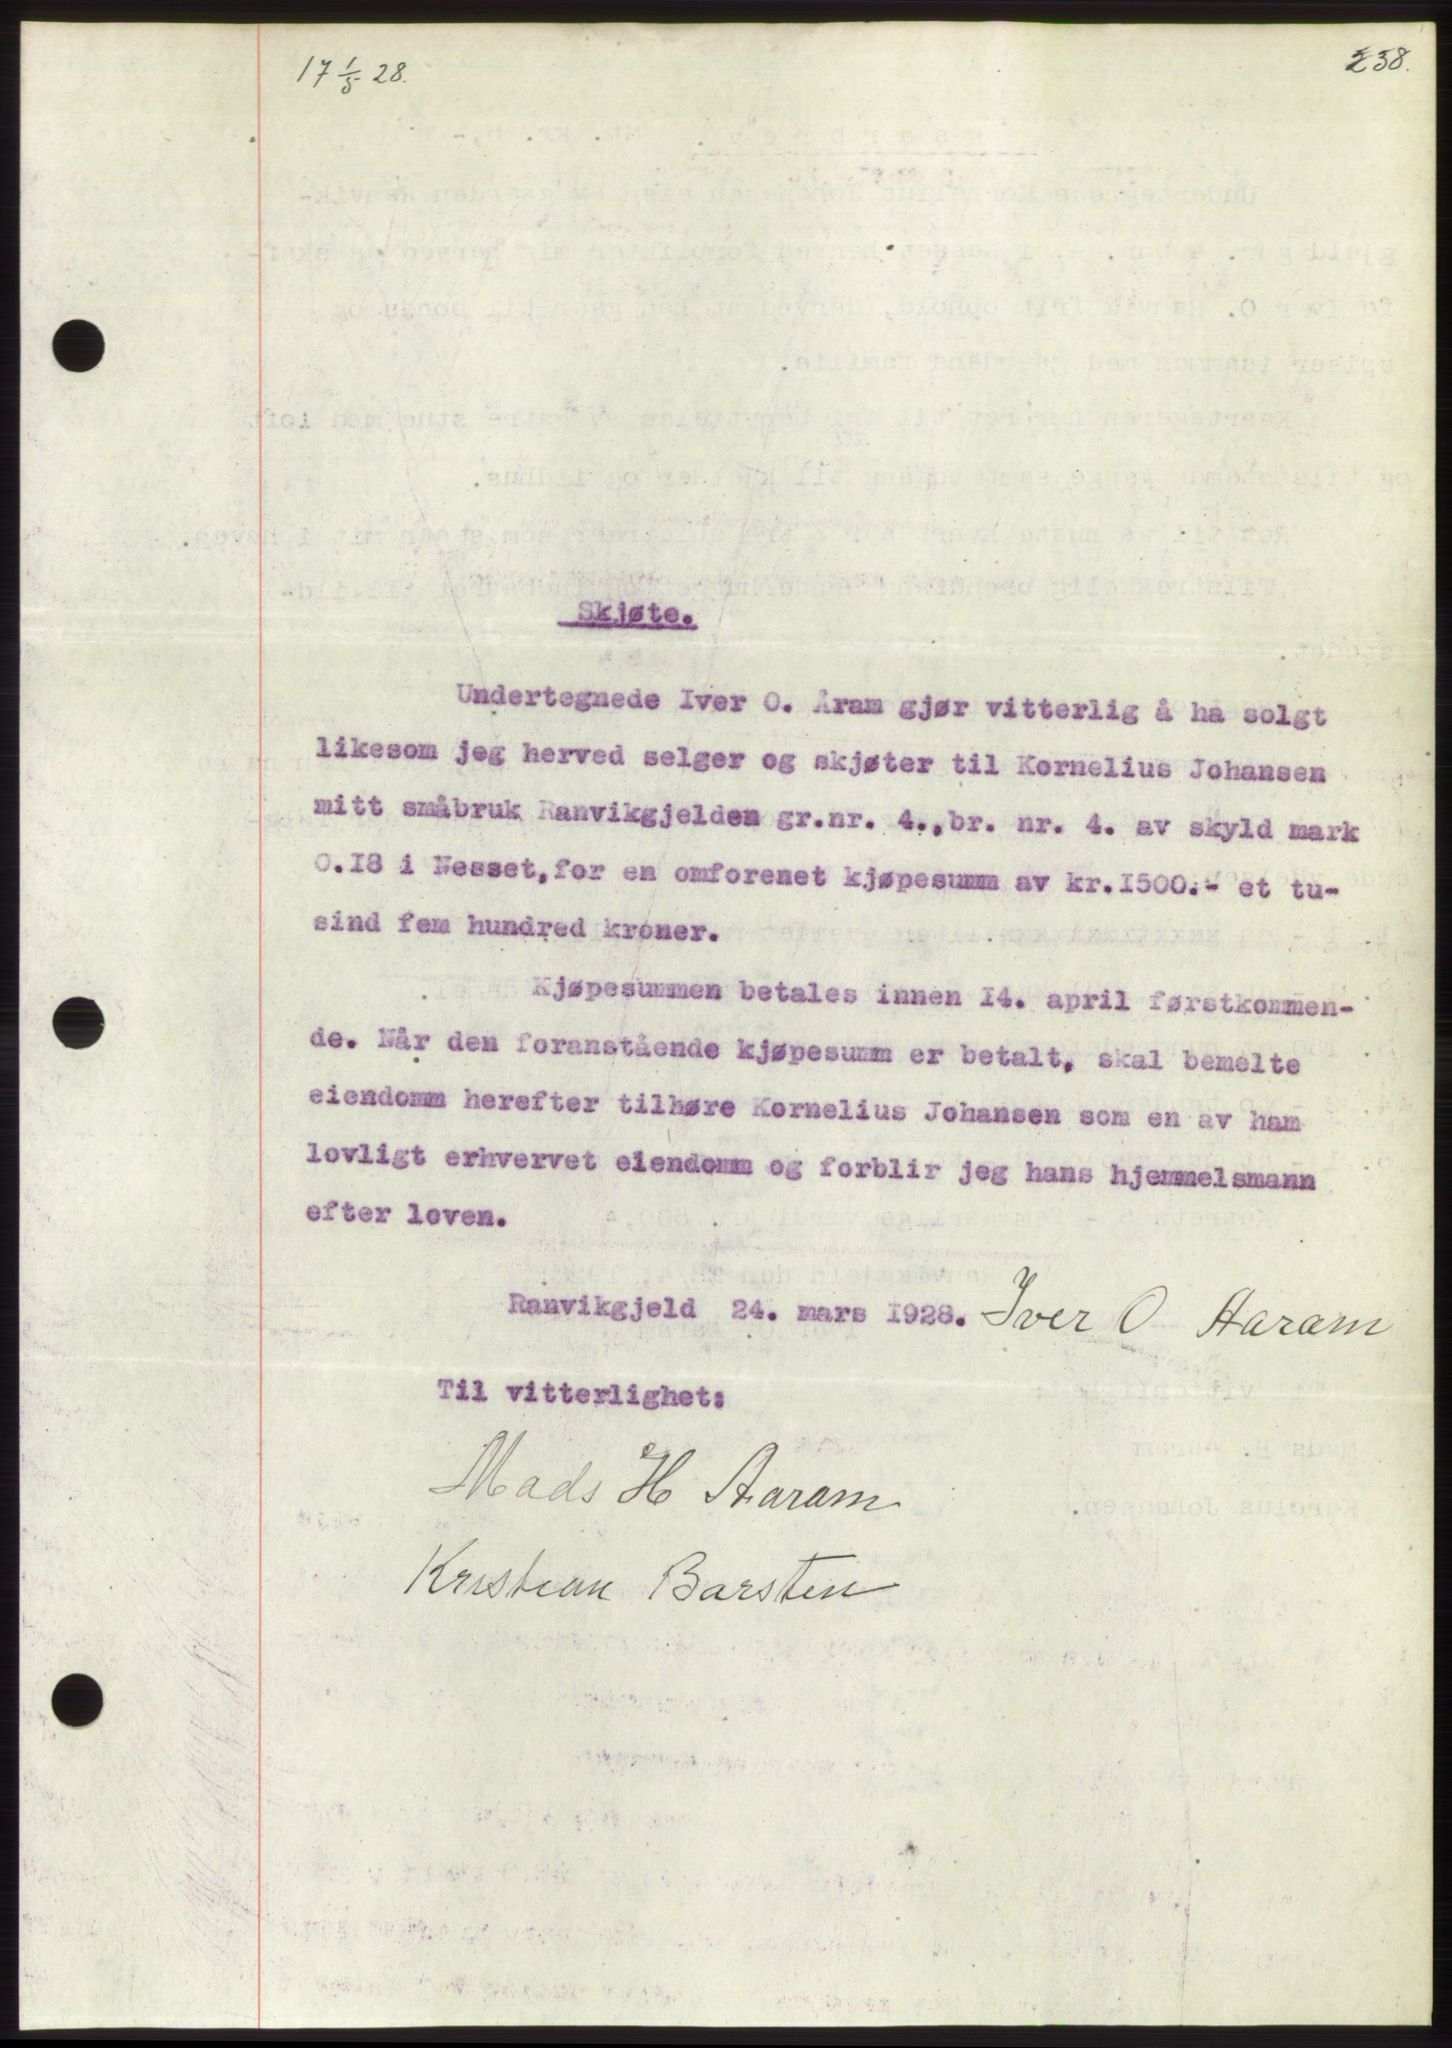 17 1/5 28.
238.
Skjøte.
Undertegnede Iver O. Aram gjør vitterlig å ha solgt
likesom jeg herved selger og skjøter til Kornelius Johansen
mitt småbruk Ranvikgjelden gr.nr. 4., br. nr. 4. av skyld mark
0.18 i Nesset, for en omforenet kjøpesumm av kr. 1500.- et tu-
sind fem hundred kroner.
Kjøpesummen betales innen 14. april førstkommen-
de. Når den foranstående kjøpesumm er betalt, skal bemelte
eiendomm herefter tilhøre Kornelius Johansen som en av ham
lovligt erhvervet eiendomm og forblir jeg hans hjemmelsmann
efter loven.
Ranvikgjeld 24. mars 1928. Iver O Aaram
Til vitterlighet:
Mads H Aaram
Kristian Barsten